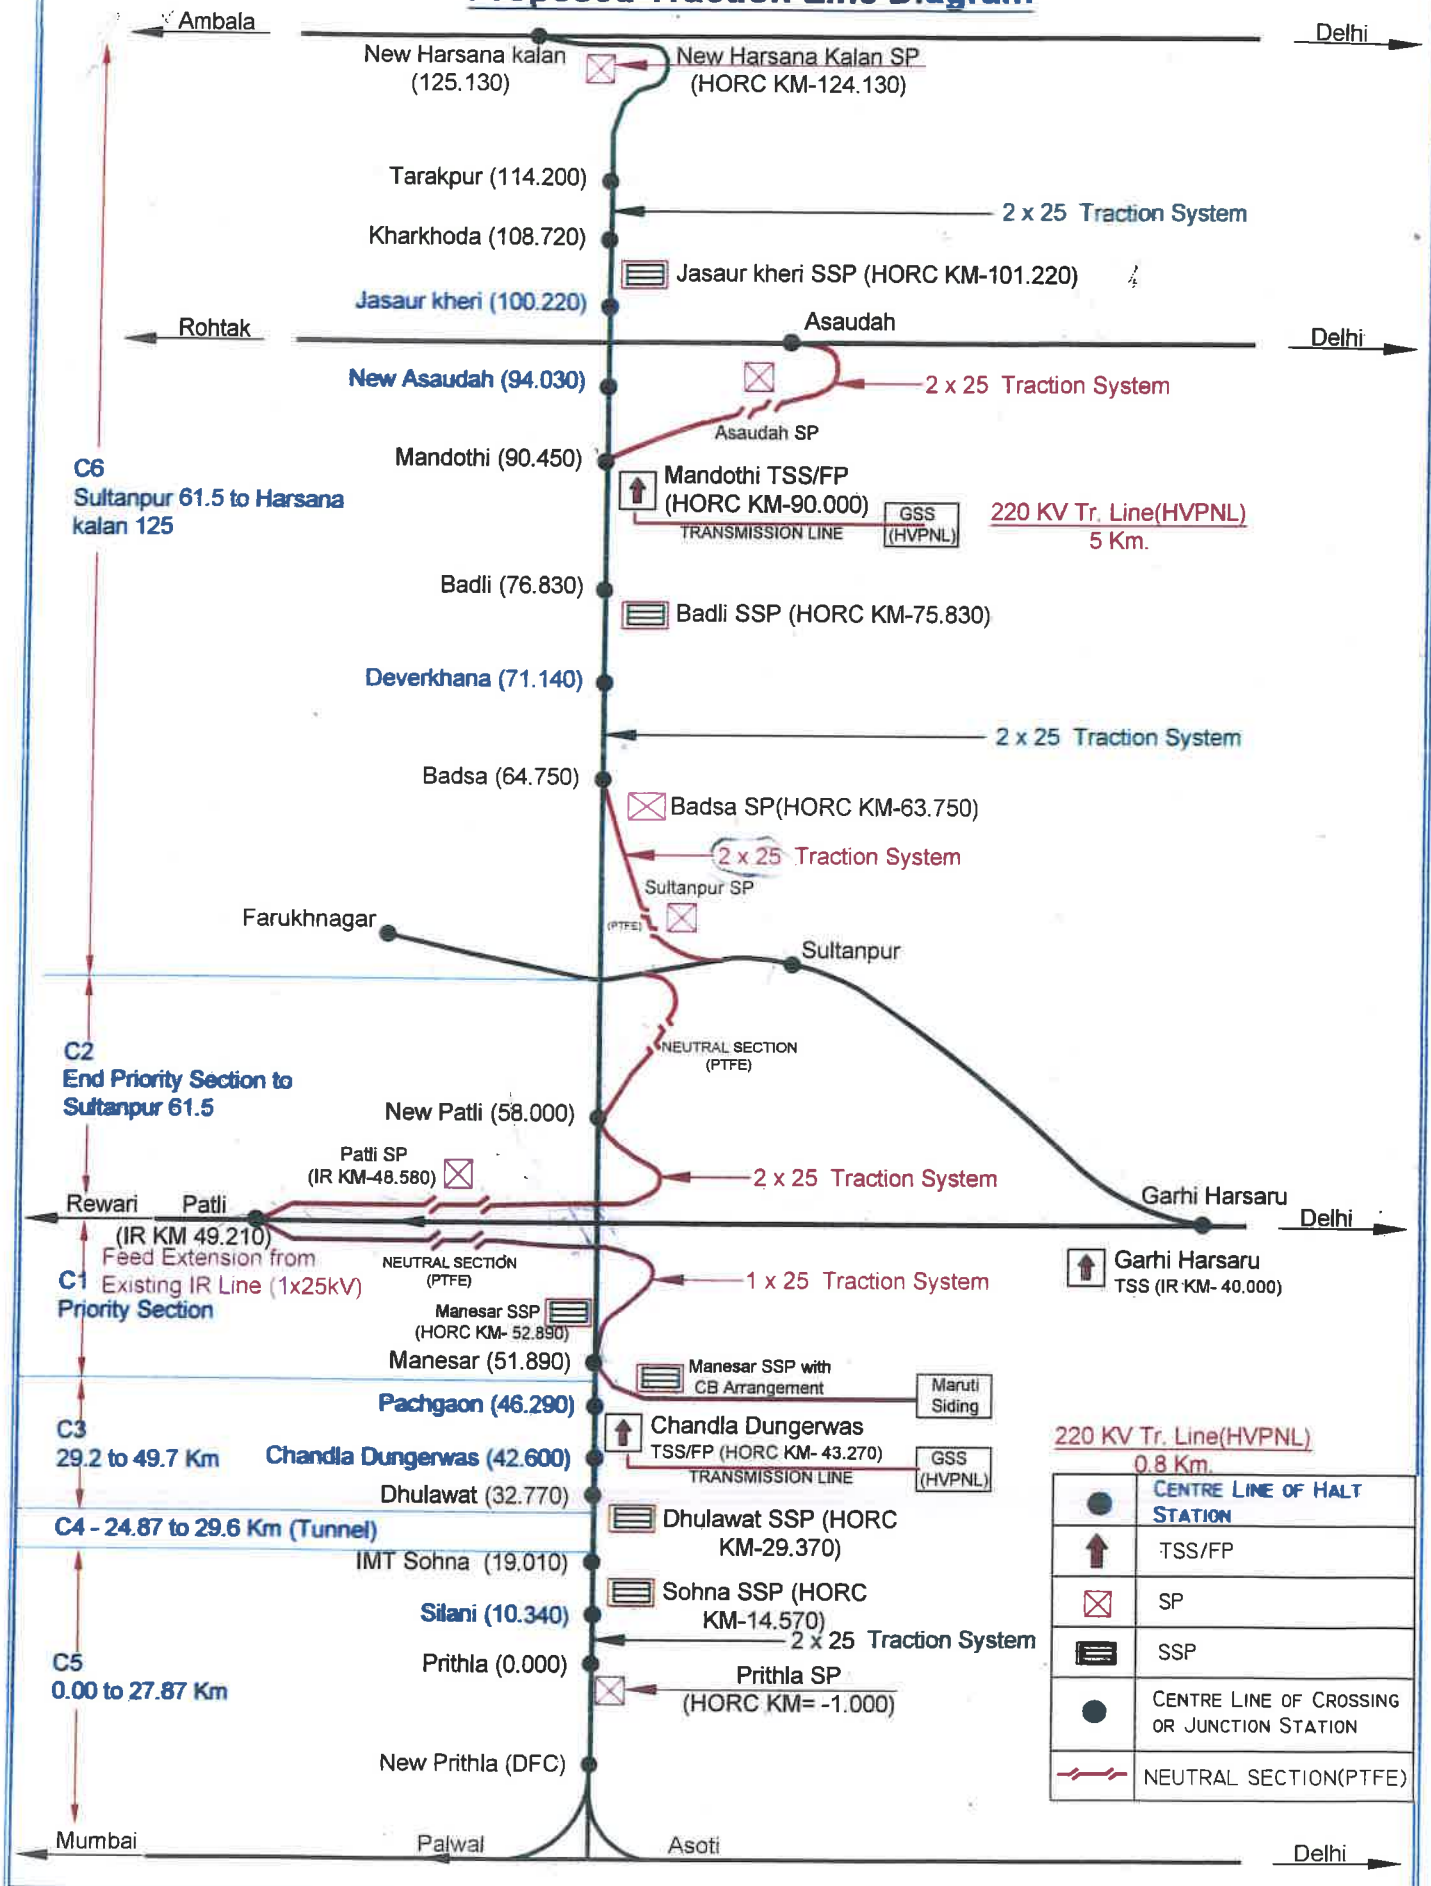 Proposed Traction Line Diagram
Ambala
Delhi
New Harsana kalan
(125.130)
New Harsana Kalan SP
(HORC KM-124.130)
Tarakpur (114.200)
2 x 25 Traction System
Kharkhoda (108.720)
Jasaur kheri SSP (HORC KM-101.220)
Jasaur kheri (100.220)
Rohtak
Asaudah
Delhi
New Asaudah (94.030)
2 x 25 Traction System
Asaudah SP
Mandothi (90.450)
Mandothi TSS/FP
(HORC KM-90.000)
TRANSMISSION LINE
GSS
(HVPNL)
220 KV Tr. Line(HVPNL)
5 Km.
C6
Sultanpur 61.5 to Harsana
kalan 125
Badli (76.830)
Badli SSP (HORC KM-75.830)
Deverkhana (71.140)
2 x 25 Traction System
Badsa (64.750)
Badsa SP(HORC KM-63.750)
2 x 25 Traction System
Sultanpur SP
(PTFE)
Farukhnagar
Sultanpur
NEUTRAL SECTION
(PTFE)
C2
End Priority Section to
Sultanpur 61.5
New Patli (58.000)
Patli SP
(IR KM-48.580)
2 x 25 Traction System
Rewari
Patli
(IR KM 49.210)
Garhi Harsaru
Delhi
Feed Extension from
Existing IR Line (1x25kV)
C1
Priority Section
NEUTRAL SECTION
(PTFE)
1 x 25 Traction System
Garhi Harsaru
TSS (IR KM- 40.000)
Manesar SSP
(HORC KM- 52.890)
Manesar (51.890)
Manesar SSP with
CB Arrangement
Maruti
Siding
Pachgaon (46.290)
C3
29.2 to 49.7 Km
Chandla Dungerwas (42.600)
Chandla Dungerwas
TSS/FP (HORC KM- 43.270)
TRANSMISSION LINE
GSS
(HVPNL)
220 KV Tr. Line(HVPNL)
0.8 Km.
Dhulawat (32.770)
C4 - 24.87 to 29.6 Km (Tunnel)
Dhulawat SSP (HORC
KM-29.370)
IMT Sohna (19.010)
Sohna SSP (HORC
KM-14.570)
Silani (10.340)
2 x 25 Traction System
C5
0.00 to 27.87 Km
Prithla (0.000)
Prithla SP
(HORC KM= -1.000)
New Prithla (DFC)
Mumbai
Palwal
Asoti
Delhi
CENTRE LINE OF HALT
STATION
TSS/FP
SP
SSP
CENTRE LINE OF CROSSING
OR JUNCTION STATION
NEUTRAL SECTION(PTFE)